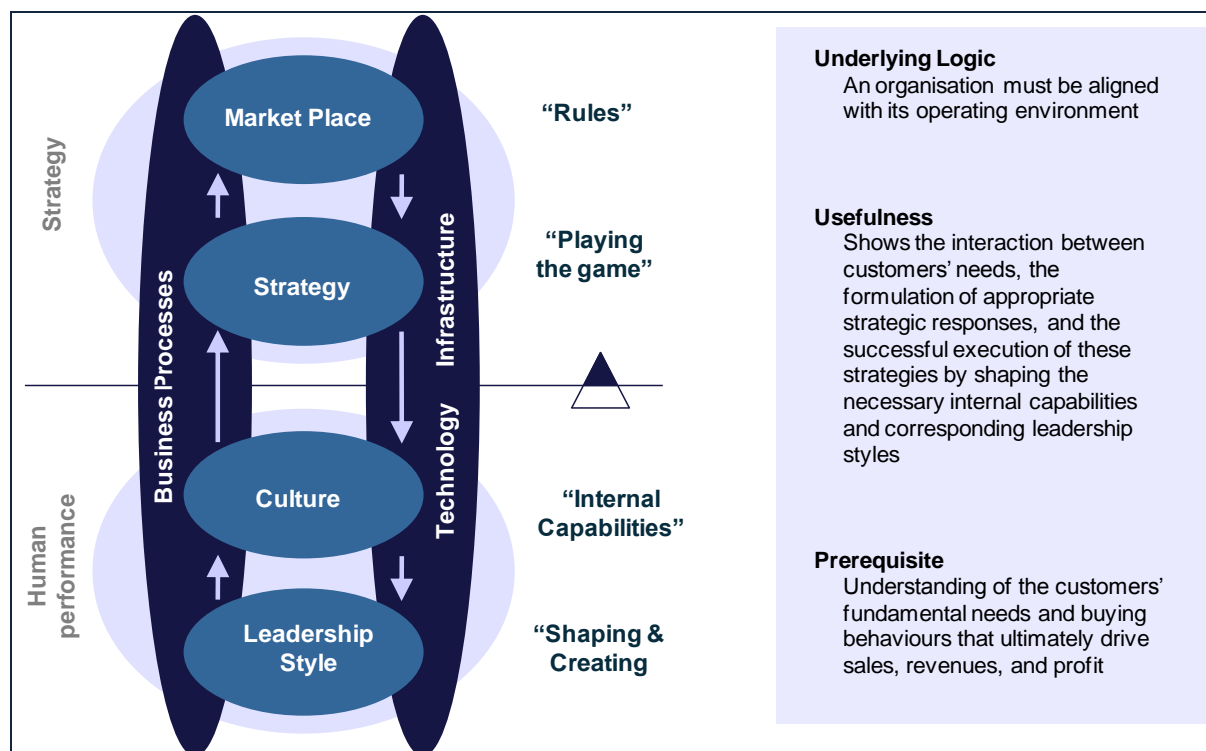 Strategy
Human
performance
Business Processes
Technology Infrastructure
Market Place
Strategy
Culture
Leadership
Style
“Rules”
“Playing
the game”
“Internal
Capabilities”
“Shaping &
Creating
Underlying Logic
An organisation must be aligned
with its operating environment
Usefulness
Shows the interaction between
customers’ needs, the
formulation of appropriate
strategic responses, and the
successful execution of these
strategies by shaping the
necessary internal capabilities
and corresponding leadership
styles
Prerequisite
Understanding of the customers’
fundamental needs and buying
behaviours that ultimately drive
sales, revenues, and profit